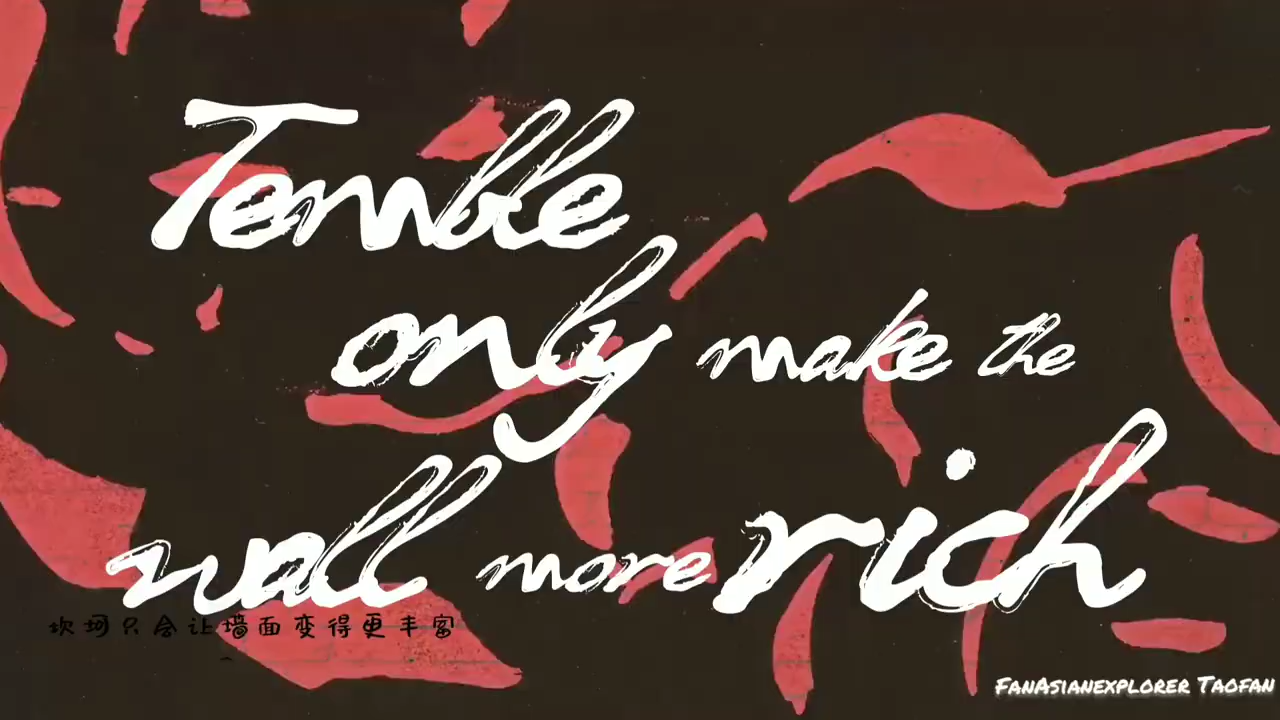 Terrible
only make the
wall more rich
坎坷只会让墙面变得更丰富
FanAsianexplorer Taofan